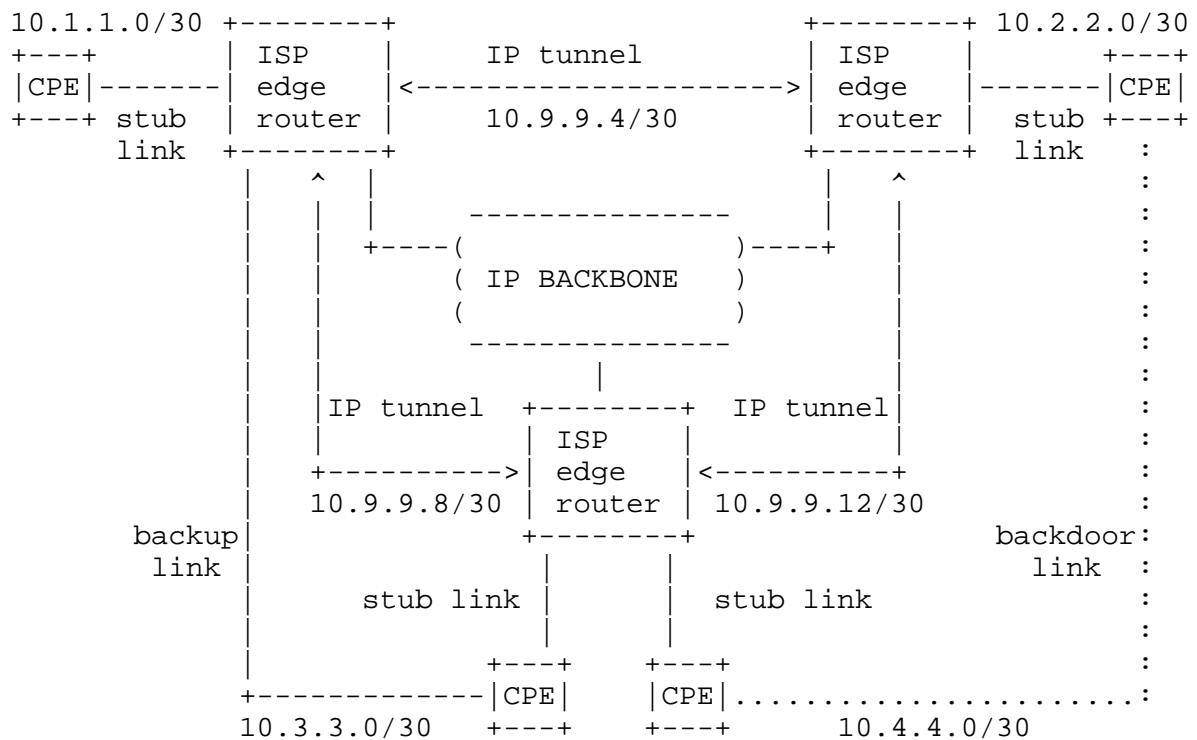 10.1.1.0/30 +--------+                       +--------+ 10.2.2.0/30
+---+       | ISP    |     IP tunnel         | ISP    |       +---+
|CPE|-------| edge   |<--------------------->| edge   |-------|CPE|
+---+ stub  | router |     10.9.9.4/30       | router |  stub +---+
      link  +--------+                       +--------+  link   :
             |   ^  |                         |   ^             :
             |   |  |     ---------------     |   |             :
             |   |  +----(               )----+   |             :
             |   |       ( IP BACKBONE   )        |             :
             |   |       (               )        |             :
             |   |        ---------------         |             :
             |   |               |                |             :
             |   |IP tunnel  +--------+  IP tunnel|             :
             |   |           | ISP    |           |             :
             |   +---------->| edge   |<----------+             :
             |   10.9.9.8/30 | router | 10.9.9.12/30            :
       backup|               +--------+                 backdoor:
        link |                |      |                    link  :
             |      stub link |      |  stub link               :
             |                |      |                          :
             |             +---+    +---+                       :
             +-------------|CPE|    |CPE|.......................:
             10.3.3.0/30   +---+    +---+      10.4.4.0/30